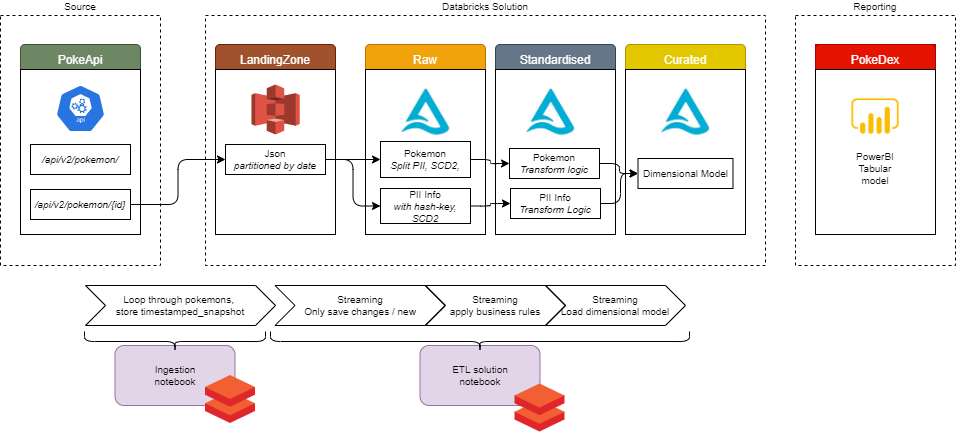 Source
Databricks Solution
Reporting
PokeApi
LandingZone
Raw
Standardised
Curated
PokeDex
api
/api/v2/pokemon/
/api/v2/pokemon/{id}
Json
partitioned by date
Pokemon
Split PII, SCD2,
PII Info
with hash-key,
SCD2
Pokemon
Transform logic
PII Info
Transform Logic
Dimensional Model
PowerBI
Tabular
model
Loop through pokemons,
store timestamped_snapshot
Streaming
Only save changes / new
Streaming
apply business rules
Streaming
Load dimensional model
Ingestion
notebook
ETL solution
notebook